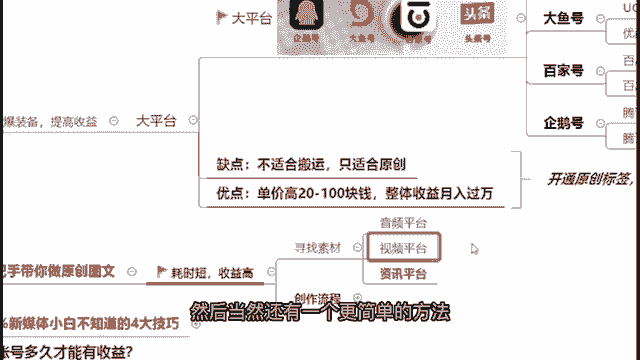 大平台
企鹅号
大鱼号
头条
头条号
大鱼号
百家号
企鹅号
爆装备，提高收益
大平台
缺点：不适合搬运，只适合原创
优点：单价高20-100块钱，整体收益月入过万
开通原创标签，
音频平台
寻找素材
视频平台
资讯平台
把手带你做原创图文
耗时短，收益高
创作流程
然后当然还有一个更简单的方法
%新媒体小白不知道的4大技巧
账号多久才能有收益？